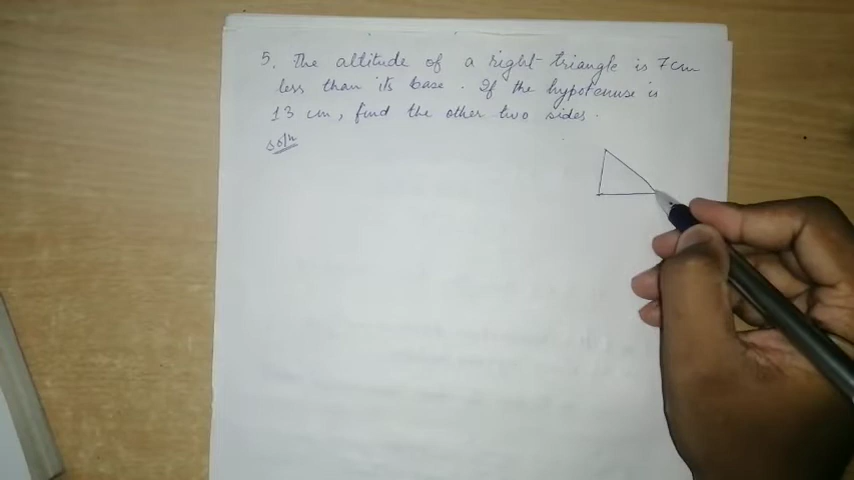 5. The altitude of a right triangle is 7cm
less than its base. If the hypotenuse is
13 cm, find the other two sides.
soln